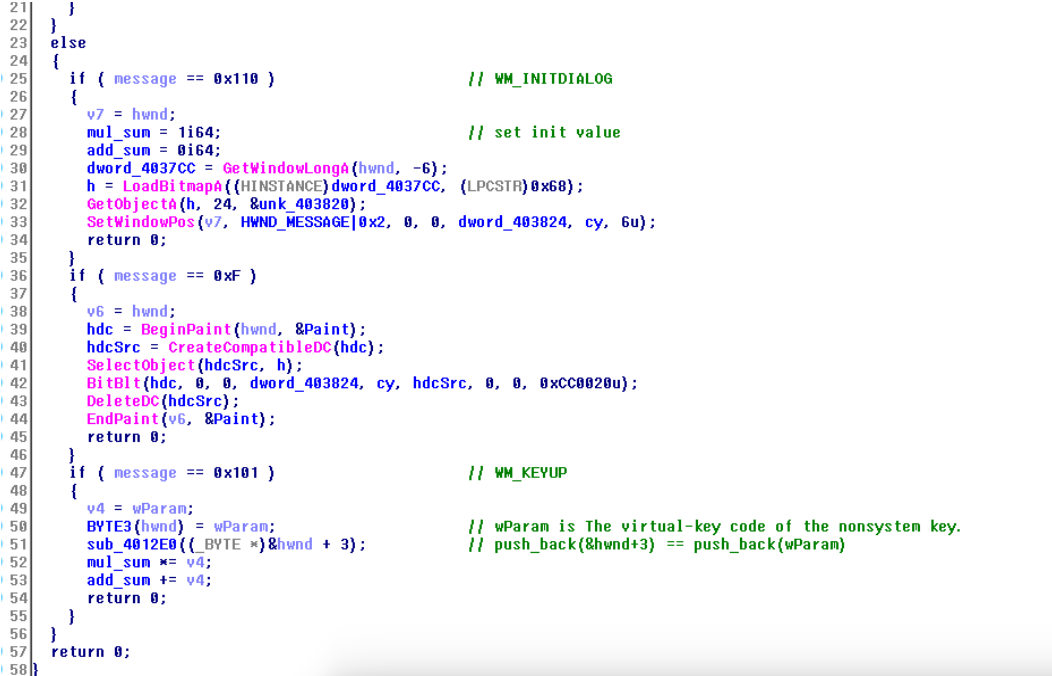 21 }
22 }
23 else
24 {
25 if ( message == 0x110 ) // WM_INITDIALOG
26 {
27 v7 = hwnd;
28 mul_sum = 1i64; // set init value
29 add_sum = 0i64;
30 dword_4037CC = GetWindowLongA(hwnd, -6);
31 h = LoadBitmapA((HINSTANCE)dword_4037CC, (LPCSTR)0x68);
32 GetObjectA(h, 24, &unk_403820);
33 SetWindowPos(v7, HWND_MESSAGE|0x2, 0, 0, dword_403824, cy, 6u);
34 return 0;
35 }
36 if ( message == 0xF )
37 {
38 v6 = hwnd;
39 hdc = BeginPaint(hwnd, &Paint);
40 hdcSrc = CreateCompatibleDC(hdc);
41 SelectObject(hdcSrc, h);
42 BitBlt(hdc, 0, 0, dword_403824, cy, hdcSrc, 0, 0, 0xCC0020u);
43 DeleteDC(hdcSrc);
44 EndPaint(v6, &Paint);
45 return 0;
46 }
47 if ( message == 0x101 ) // WM_KEYUP
48 {
49 v4 = wParam;
50 BYTE3(hwnd) = wParam; // wParam is The virtual-key code of the nonsystem key.
51 sub_4012E0((_BYTE *)&hwnd + 3); // push_back(&hwnd+3) == push_back(wParam)
52 mul_sum *= v4;
53 add_sum += v4;
54 return 0;
55 }
56 }
57 return 0;
58 }